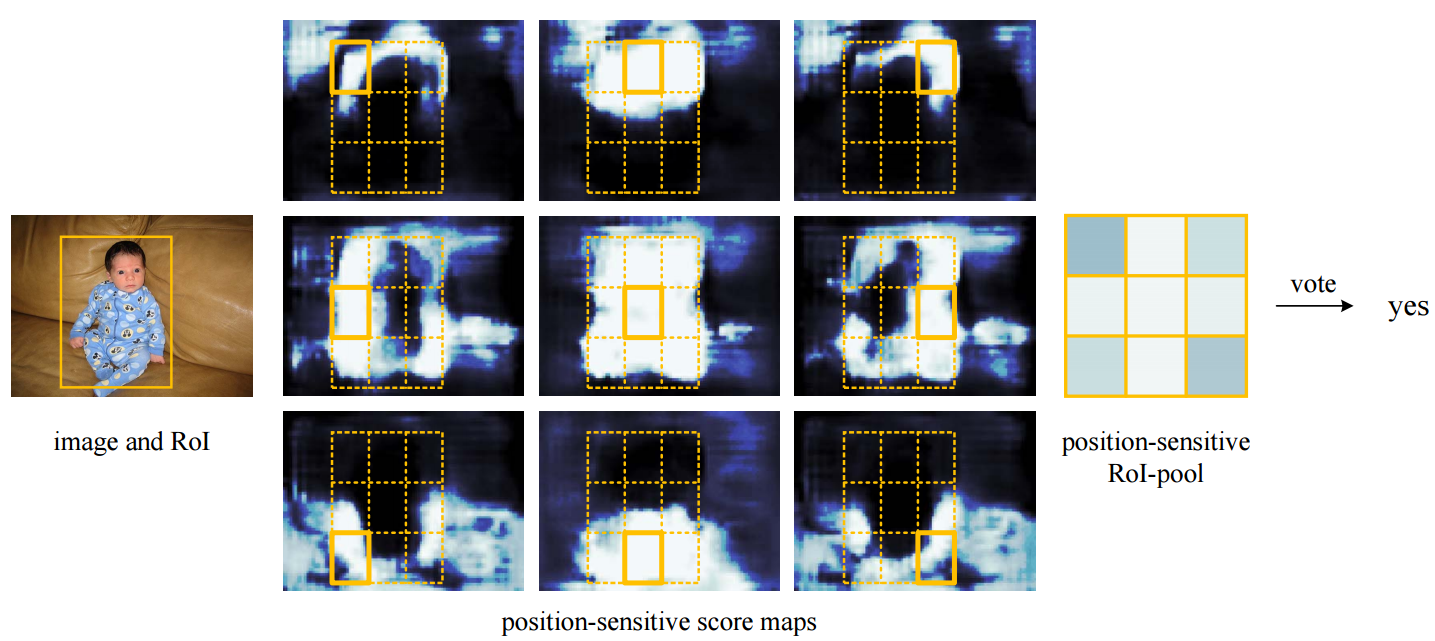 image and RoI
position-sensitive score maps
position-sensitive
RoI-pool
vote
yes